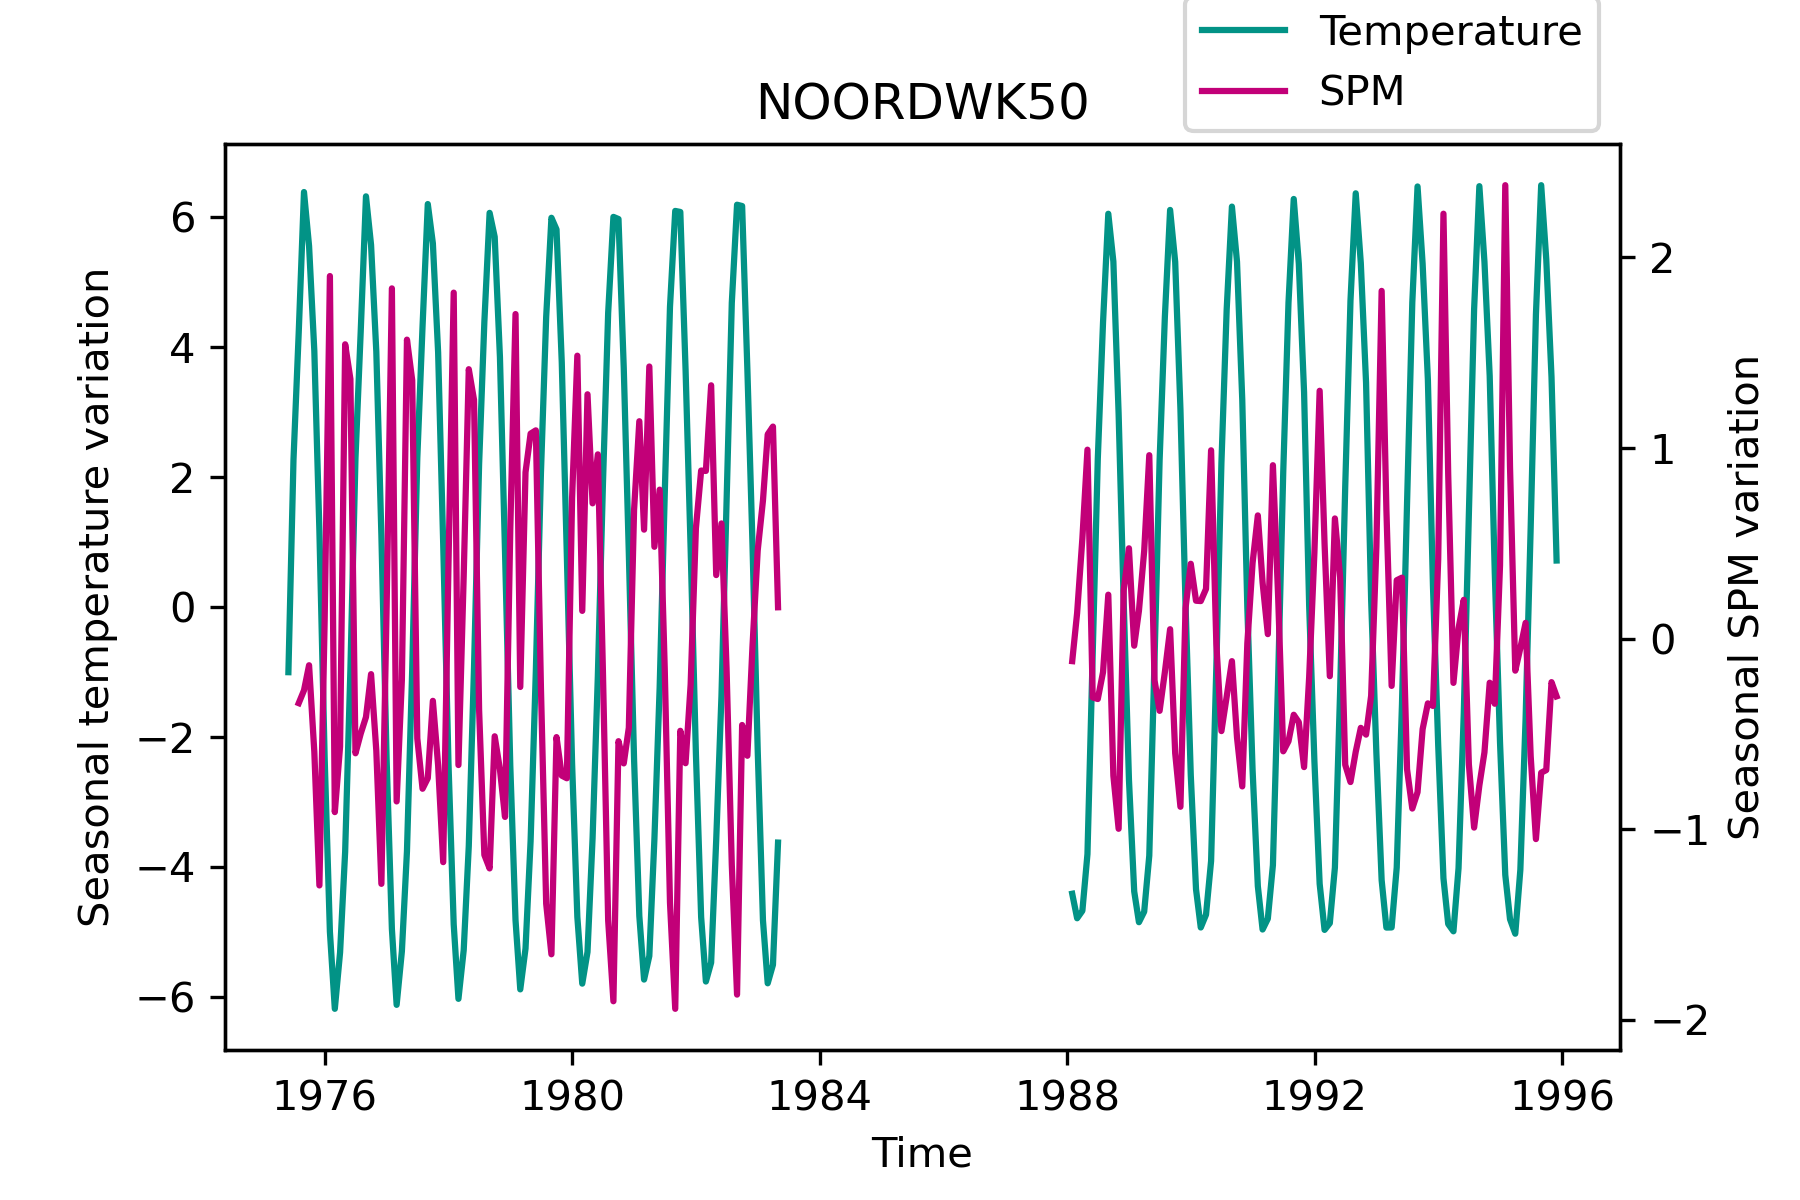 Temperature
SPM
NOORDWK50
Seasonal temperature variation
6
4
2
0
−2
−4
−6
2
1
0
−1
−2
Seasonal SPM variation
1976 1980 1984 1988 1992 1996
Time